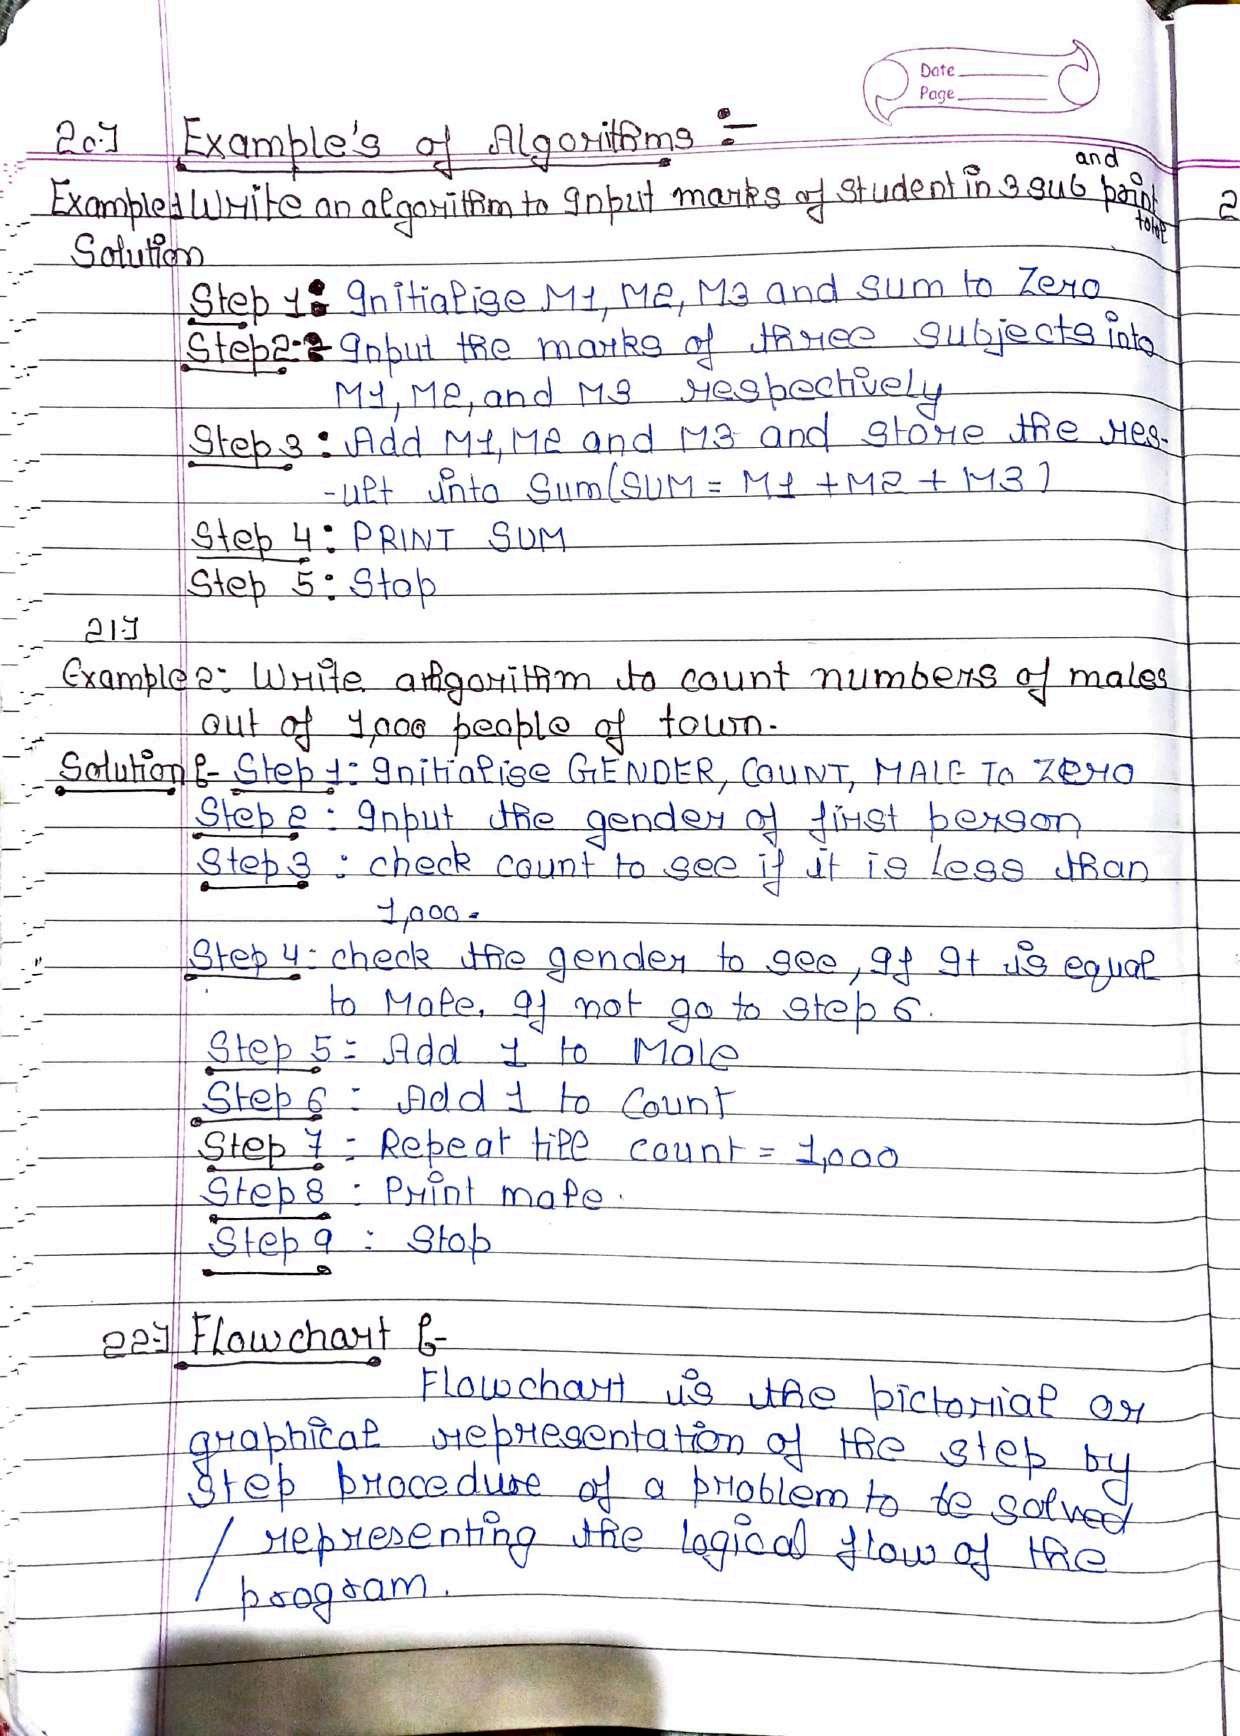 Date
Page
20.] Example's of Algorithms :-
and
Example 1 Write an algorithm to Input marks of Student in 3 sub point
total
Solution
Step 1: Initialise M1, M2, M3 and Sum to Zero
Step 2:- Input the marks of three subjects into
M1, M2, and M3 respectively
Step 3: Add M1, M2 and M3 and store the res-
-ult into Sum (SUM = M1 + M2 + M3)
Step 4: PRINT SUM
Step 5: Stop
21.]
2
Example 2: Write algorithm to count numbers of males
out of 1,000 people of town.
Solution :- Step 1: Initialise GENDER, COUNT, MALE TO ZERO
Step 2: Input the gender of first person
Step 3: check count to see if it is Less than
1,000.
Step 4: check the gender to see, If It is equal
to Male. If not go to step 6.
Step 5: Add 1 to Male
Step 6: Add 1 to Count
Step 7: Repeat till count = 1,000
Step 8: Print male.
Step 9: Stop
22.] Flowchart :-
Flowchart is the pictorial or
graphical representation of the step by
step procedure of a problem to be solved
/ representing the logical flow of the
program.